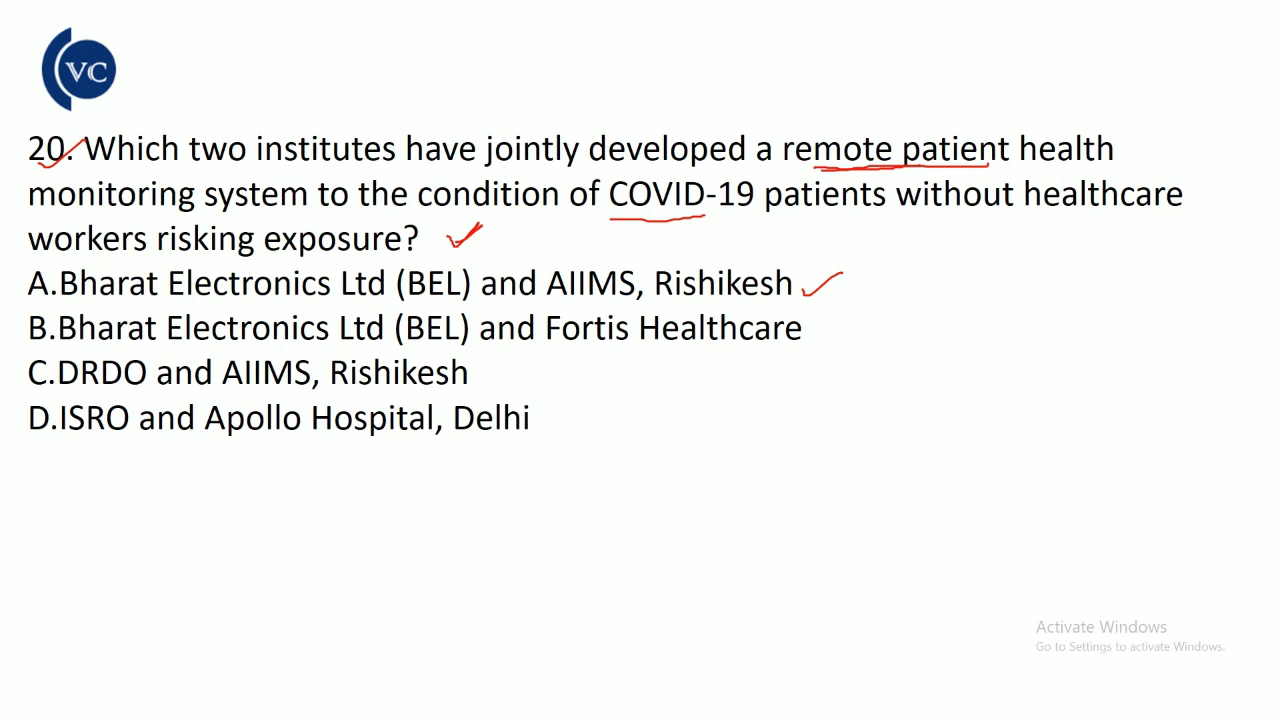 VC
20. Which two institutes have jointly developed a remote patient health
monitoring system to the condition of COVID-19 patients without healthcare
workers risking exposure?
A.Bharat Electronics Ltd (BEL) and AIIMS, Rishikesh
B.Bharat Electronics Ltd (BEL) and Fortis Healthcare
C.DRDO and AIIMS, Rishikesh
D.ISRO and Apollo Hospital, Delhi
Activate Windows
Go to Settings to activate Windows.